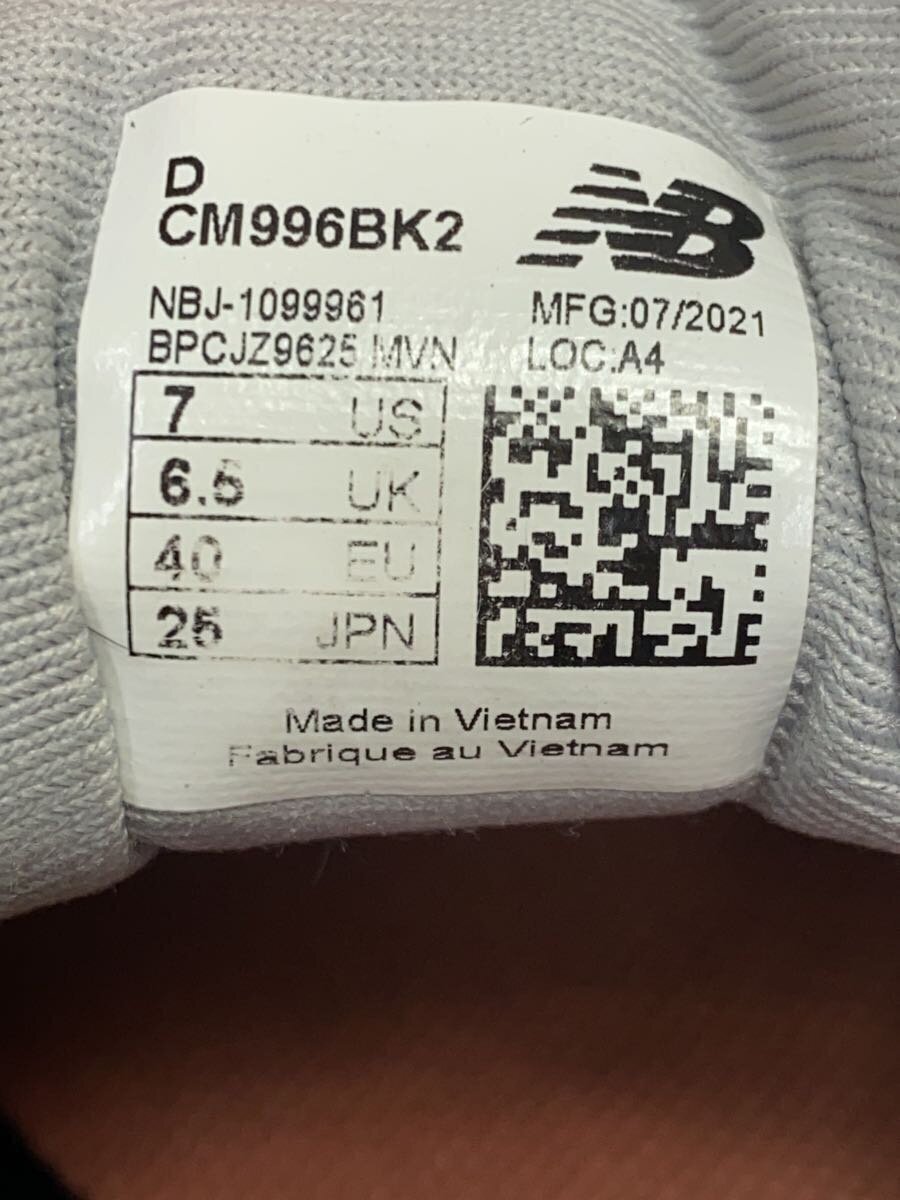 D
CM996BK2
NB
NBJ-1099961
MFG:07/2021
BPCJZ9625 MVN
LOC:A4
7 US
6.5 UK
40 EU
25 JPN
Made in Vietnam
Fabrique au Vietnam